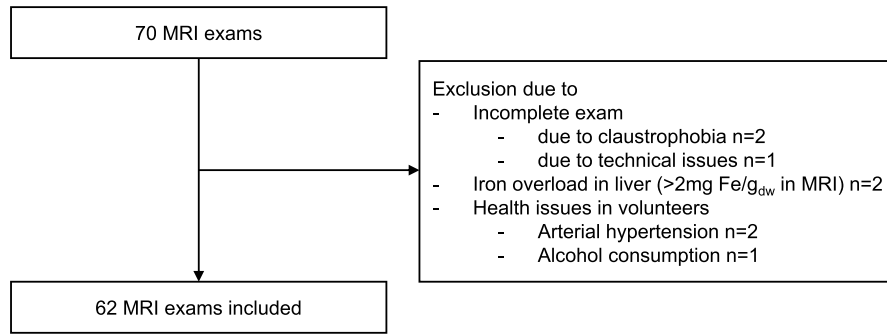 70 MRI exams
Exclusion due to
- Incomplete exam
- due to claustrophobia n=2
- due to technical issues n=1
- Iron overload in liver (>2mg Fe/gdw in MRI) n=2
- Health issues in volunteers
- Arterial hypertension n=2
- Alcohol consumption n=1
62 MRI exams included